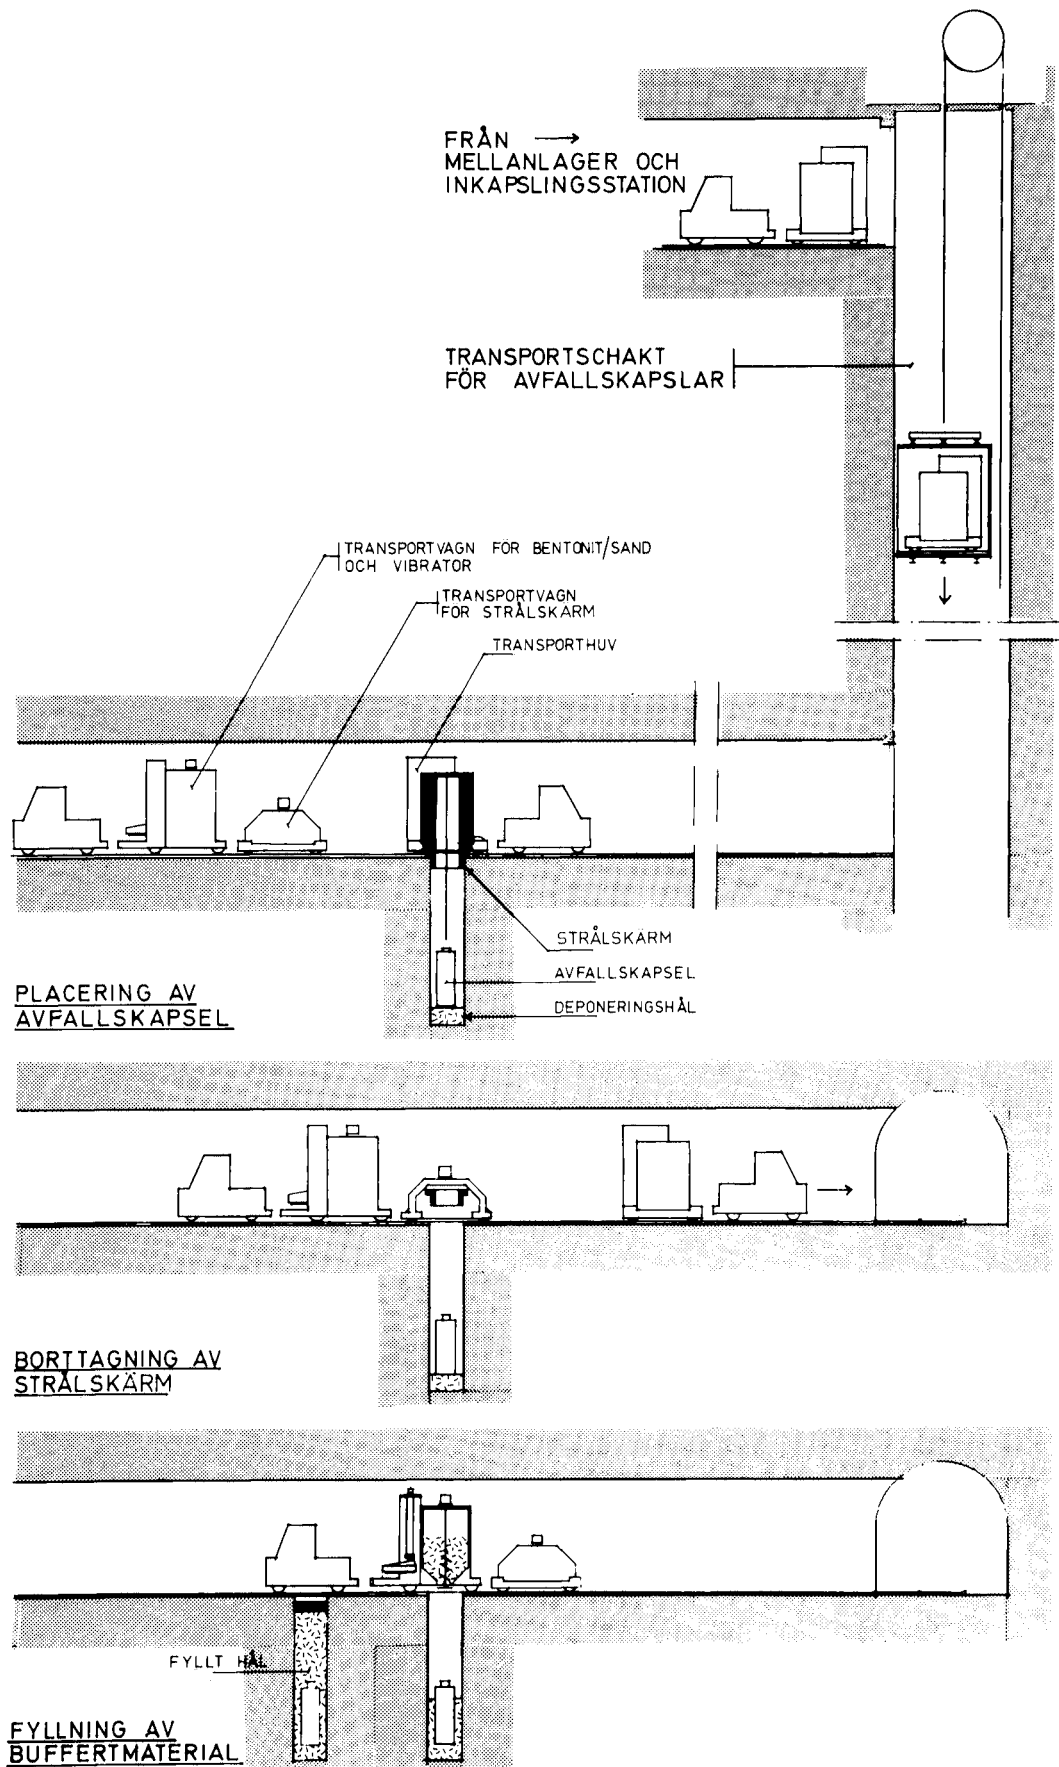 FRÅN →
MELLANLAGER OCH
INKAPSLINGSSTATION
TRANSPORTSCHAKT
FÖR AVFALLSKAPSLAR
TRANSPORTVAGN FÖR BENTONIT/SAND
OCH VIBRATOR
TRANSPORTVAGN
FÖR STRÅLSKÄRM
TRANSPORTHUV
STRÅLSKÄRM
AVFALLSKAPSEL
DEPONERINGSHÅL
PLACERING AV
AVFALLSKAPSEL
BORTTAGNING AV
STRÅLSKÄRM
FYLLT HÅL
FYLLNING AV
BUFFERTMATERIAL